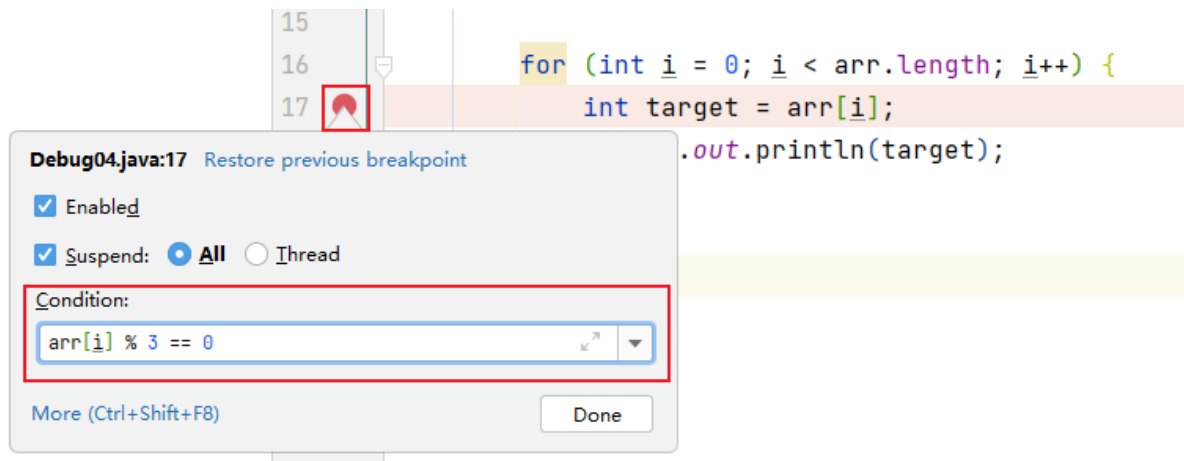 15
16 for (int i = 0; i < arr.length; i++) {
17 int target = arr[i];
.out.println(target);
Debug04.java:17 Restore previous breakpoint
Enabled
Suspend: All Thread
Condition:
arr[i] % 3 == 0
More (Ctrl+Shift+F8) Done